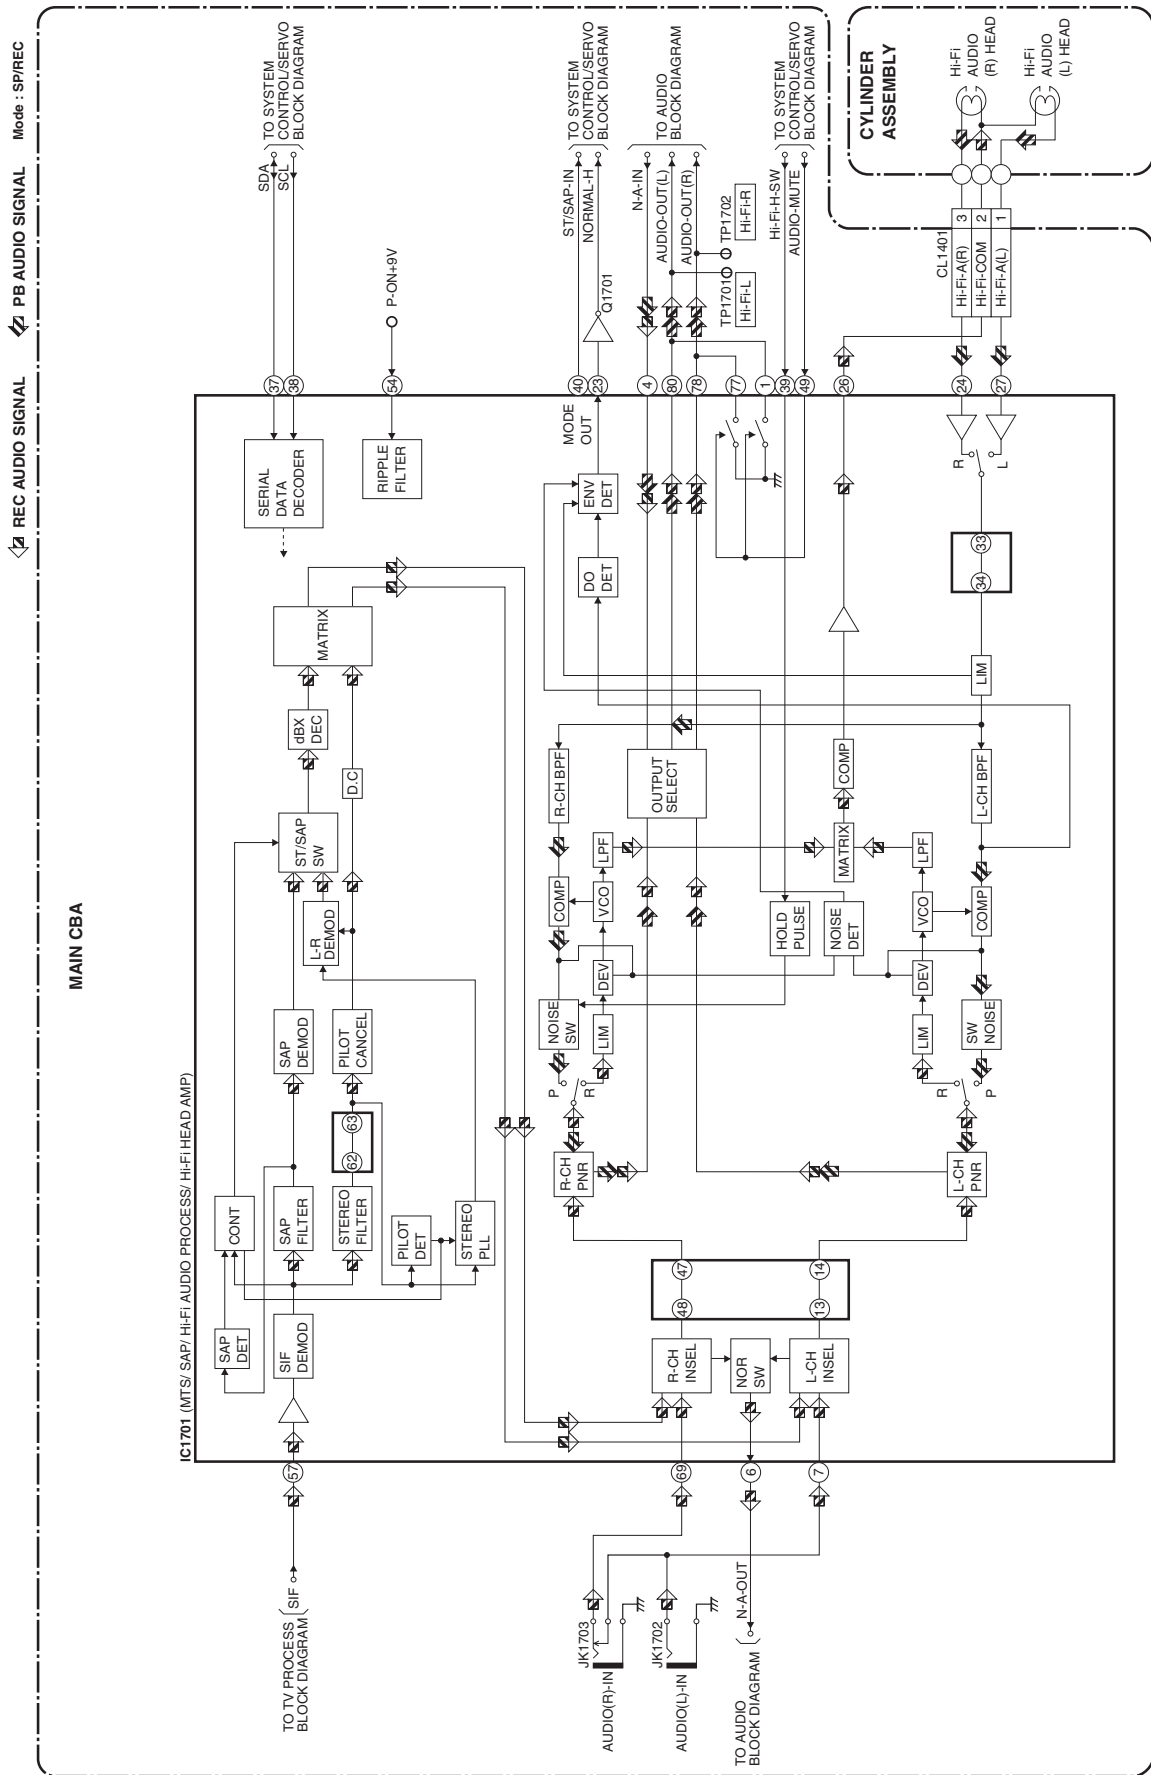 REC AUDIO SIGNAL
PB AUDIO SIGNAL
Mode : SP/REC
MAIN CBA
IC1701 (MTS/ SAP/ Hi-Fi AUDIO PROCESS/ Hi-Fi HEAD AMP)
TO TV PROCESS
BLOCK DIAGRAM
SIF
57
SAP
DET
SIF
DEMOD
CONT
SAP
FILTER
STEREO
FILTER
PILOT
DET
STEREO
PLL
62
63
SAP
DEMOD
PILOT
CANCEL
L-R
DEMOD
ST/SAP
SW
D.C
dBX
DEC
MATRIX
SERIAL
DATA
DECODER
RIPPLE
FILTER
37
38
54
SDA
SCL
TO SYSTEM
CONTROL/SERVO
BLOCK DIAGRAM
P-ON+9V
DO
DET
ENV
DET
MODE
OUT
40
23
Q1701
ST/SAP-IN
NORMAL-H
TO SYSTEM
CONTROL/SERVO
BLOCK DIAGRAM
4
80
78
77
1
39
49
26
24
27
N-A-IN
AUDIO-OUT(L)
AUDIO-OUT(R)
TO AUDIO
BLOCK DIAGRAM
TP1701
Hi-Fi-L
TP1702
Hi-Fi-R
Hi-Fi-H-SW
AUDIO-MUTE
TO SYSTEM
CONTROL/SERVO
BLOCK DIAGRAM
CYLINDER
ASSEMBLY
Hi-Fi
AUDIO
(R) HEAD
Hi-Fi
AUDIO
(L) HEAD
CL1401
Hi-Fi-A(R)
3
Hi-Fi-COM
2
Hi-Fi-A(L)
1
R
L
33
34
LIM
R-CH BPF
OUTPUT
SELECT
COMP
L-CH BPF
COMP
VCO
LPF
MATRIX
LPF
VCO
COMP
HOLD
PULSE
NOISE
DET
NOISE
SW
DEV
LIM
DEV
LIM
SW
NOISE
P
R
R
P
R-CH
PNR
L-CH
PNR
47
48
14
13
R-CH
INSEL
NOR
SW
L-CH
INSEL
69
6
7
JK1703
AUDIO(R)-IN
JK1702
AUDIO(L)-IN
N-A-OUT
TO AUDIO
BLOCK DIAGRAM